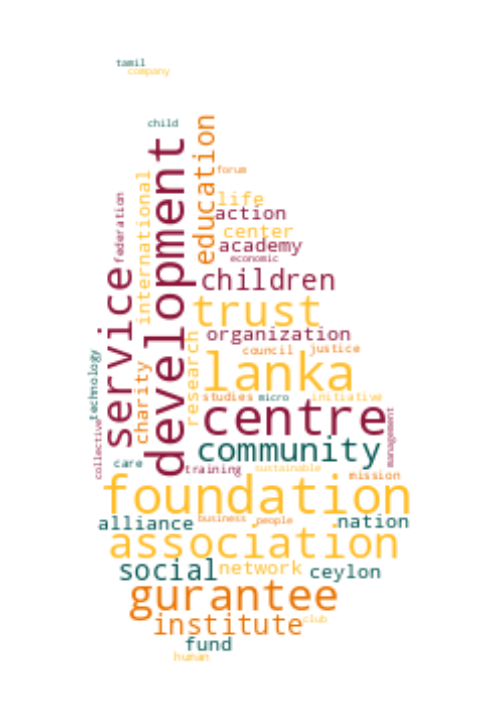 tamil
company
child
education
forum
development
international
life
federation
action
center
academy
economic
service
children
trust
organization
research
council
justice
technology
lanka
charity
studies
micro
initiative
centre
management
collective
community
care
training
sustainable
mission
foundation
alliance
business
people
nation
association
social
network
ceylon
gurantee
institute
club
fund
human